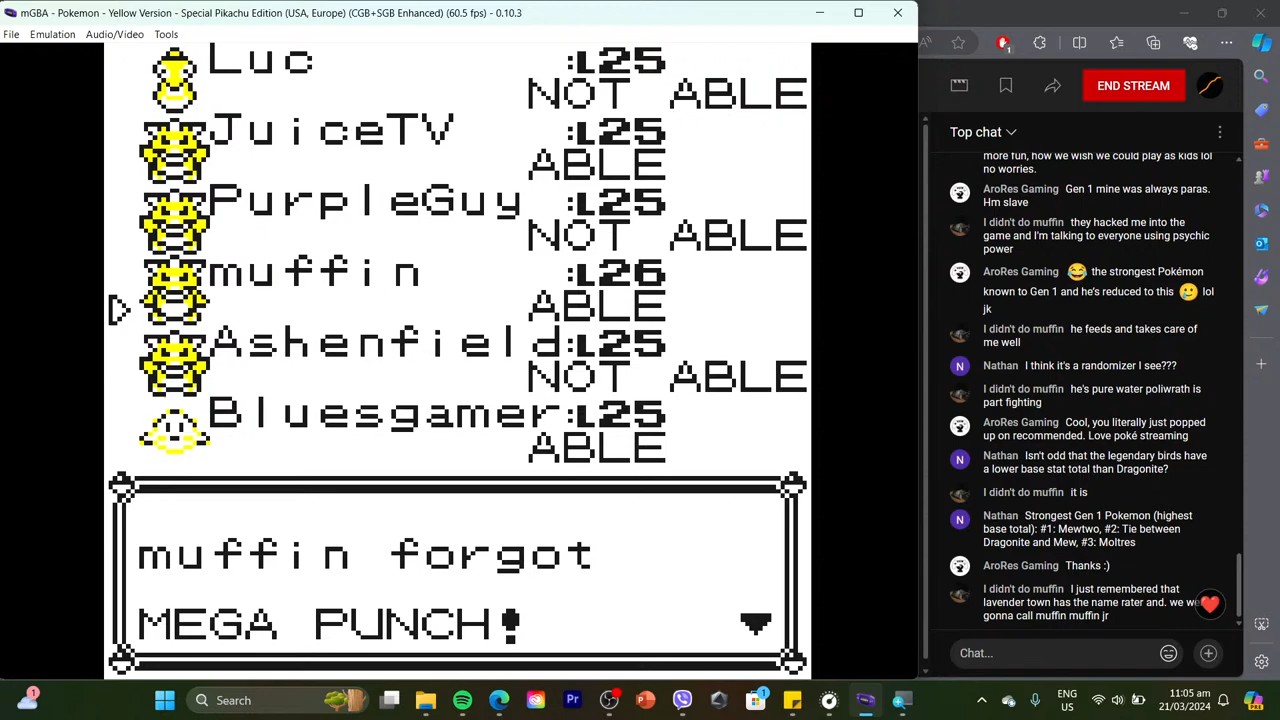 mGBA - Pokemon - Yellow Version - Special Pikachu Edition (USA, Europe) (CGB+SGB Enhanced) (60.5 fps) - 0.10.3
File Emulation Audio/Video Tools
Luc :L25
NOT ABLE
JuiceTV :L25
ABLE
PurpleGuy :L25
NOT ABLE
muffin :L26
ABLE
Ashenfield:L25
NOT ABLE
Bluesgamer:L25
ABLE
muffin forgot
MEGA PUNCH!
END STREAM
Top chat
more fun, how we wish we could play as kids lol
no worries
AroRes Gaming Gen 1 mine was always paras.
Hm slave
I didn't do muffin they hacked me into the
game and I'm talking to everyone using psychic
power
AroRes Gaming 😂 the strongest Pokémon
known to Gen 1 and he's reduced to this 🥲 lol
jk
I didn't do muffin he feeds and takes care of
me well
N Nathan I think it's a randomizer I see???
I didn't do muffin he's pure water poliwrath is
part fighting
AroRes Gaming Cool, you literally just popped
up on recommended. Love poké streaming
N Nathan Isn't odd that the legendary birds have
a lower base stat total than Dragonite?
I didn't do muffin it is
N Nathan Strongest Gen 1 Pokemon (highest
base total): #1: Mewtwo, #2: Tie between
Dragonite and Mew, #3: Moltres
AroRes Gaming Thanks :)
I didn't do muffin I just remembered that
lavender town has the name rater and. we we
gonna call muffin muffin jr
Chat...
1
Search
Pr
1
ENG
US
11:35 am
21/03/2024